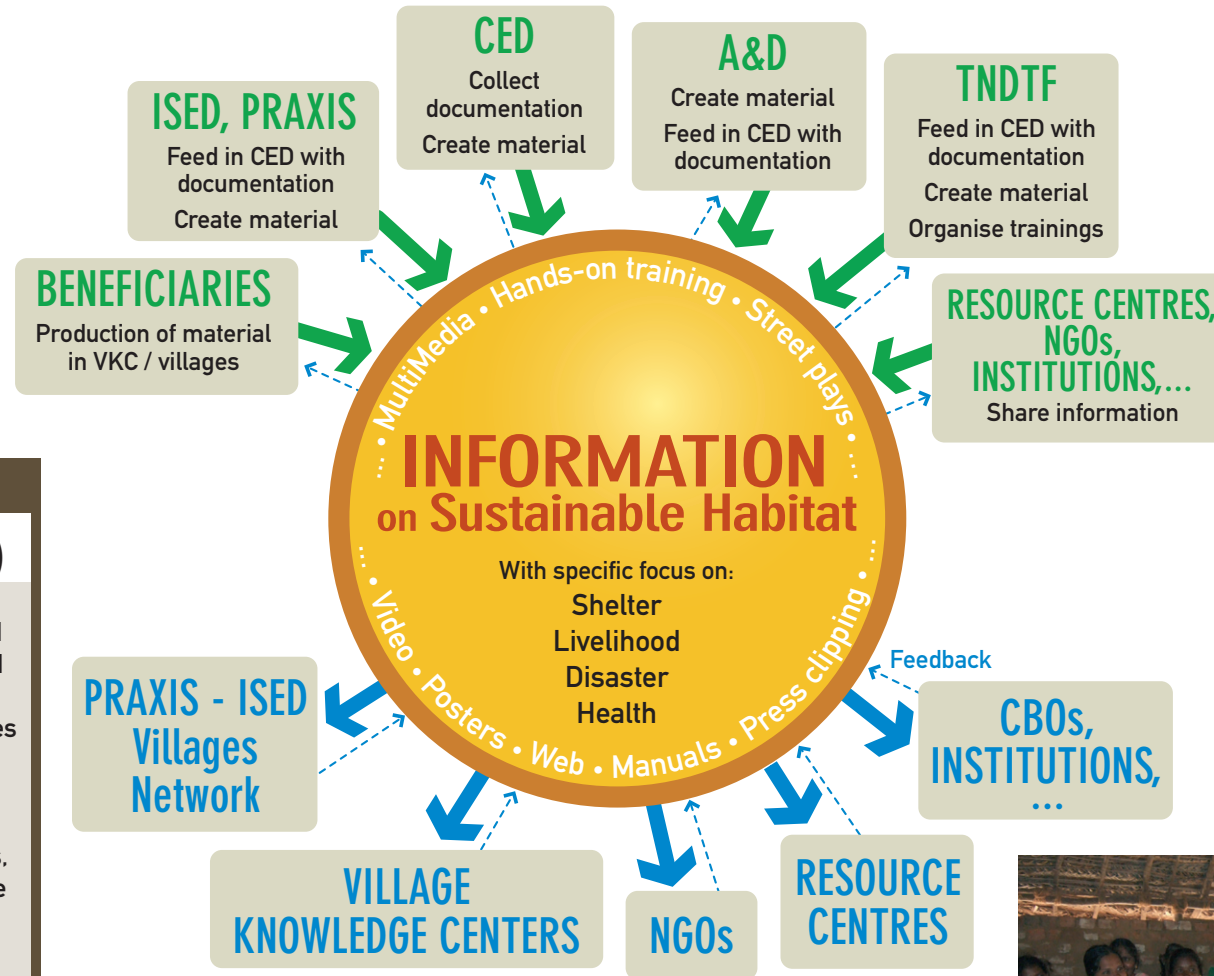 CED
Collect
documentation
Create material
A&D
Create material
Feed in CED with
documentation
TNDTF
Feed in CED with
documentation
Create material
Organise trainings
ISED, PRAXIS
Feed in CED with
documentation
Create material
BENEFICIARIES
Production of material
in VKC / villages
RESOURCE CENTRES,
NGOs,
INSTITUTIONS,...
Share information
... • MultiMedia • Hands-on training • Street plays • ...
INFORMATION
on Sustainable Habitat
With specific focus on:
Shelter
Livelihood
Disaster
Health
... • Video • Posters • Web • Manuals • Press clipping • ...
Feedback
PRAXIS - ISED
Villages
Network
VILLAGE
KNOWLEDGE CENTERS
NGOs
RESOURCE
CENTRES
CBOs,
INSTITUTIONS,
...